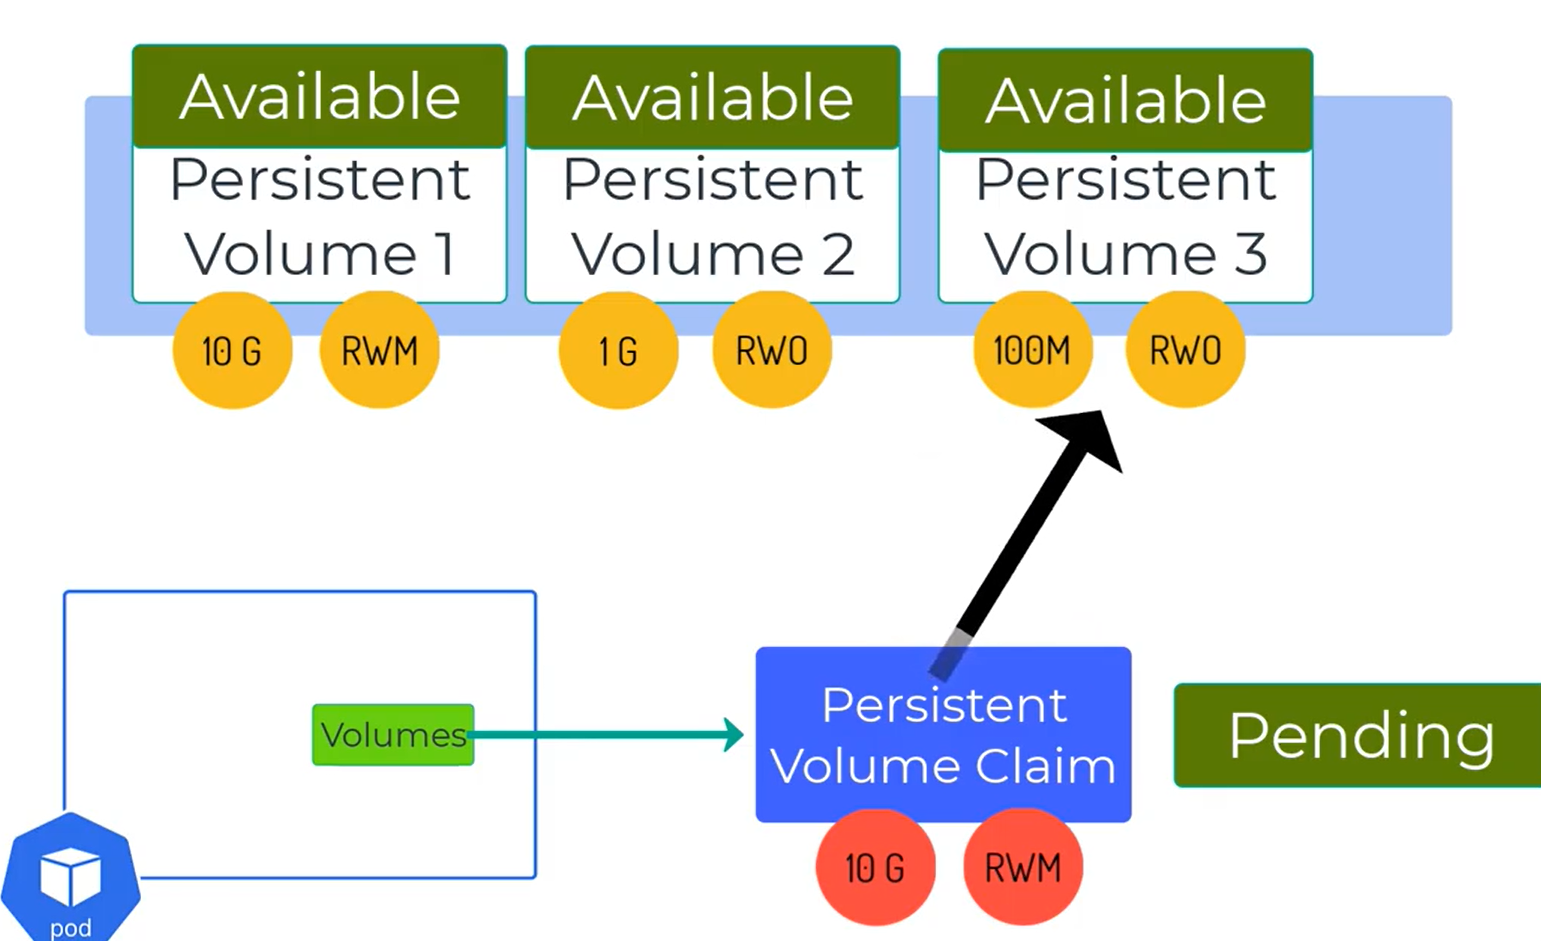 Available
Persistent
Volume 1
10 G
RWM
Available
Persistent
Volume 2
1 G
RWO
Available
Persistent
Volume 3
100M
RWO
Volumes
pod
Persistent
Volume Claim
10 G
RWM
Pending